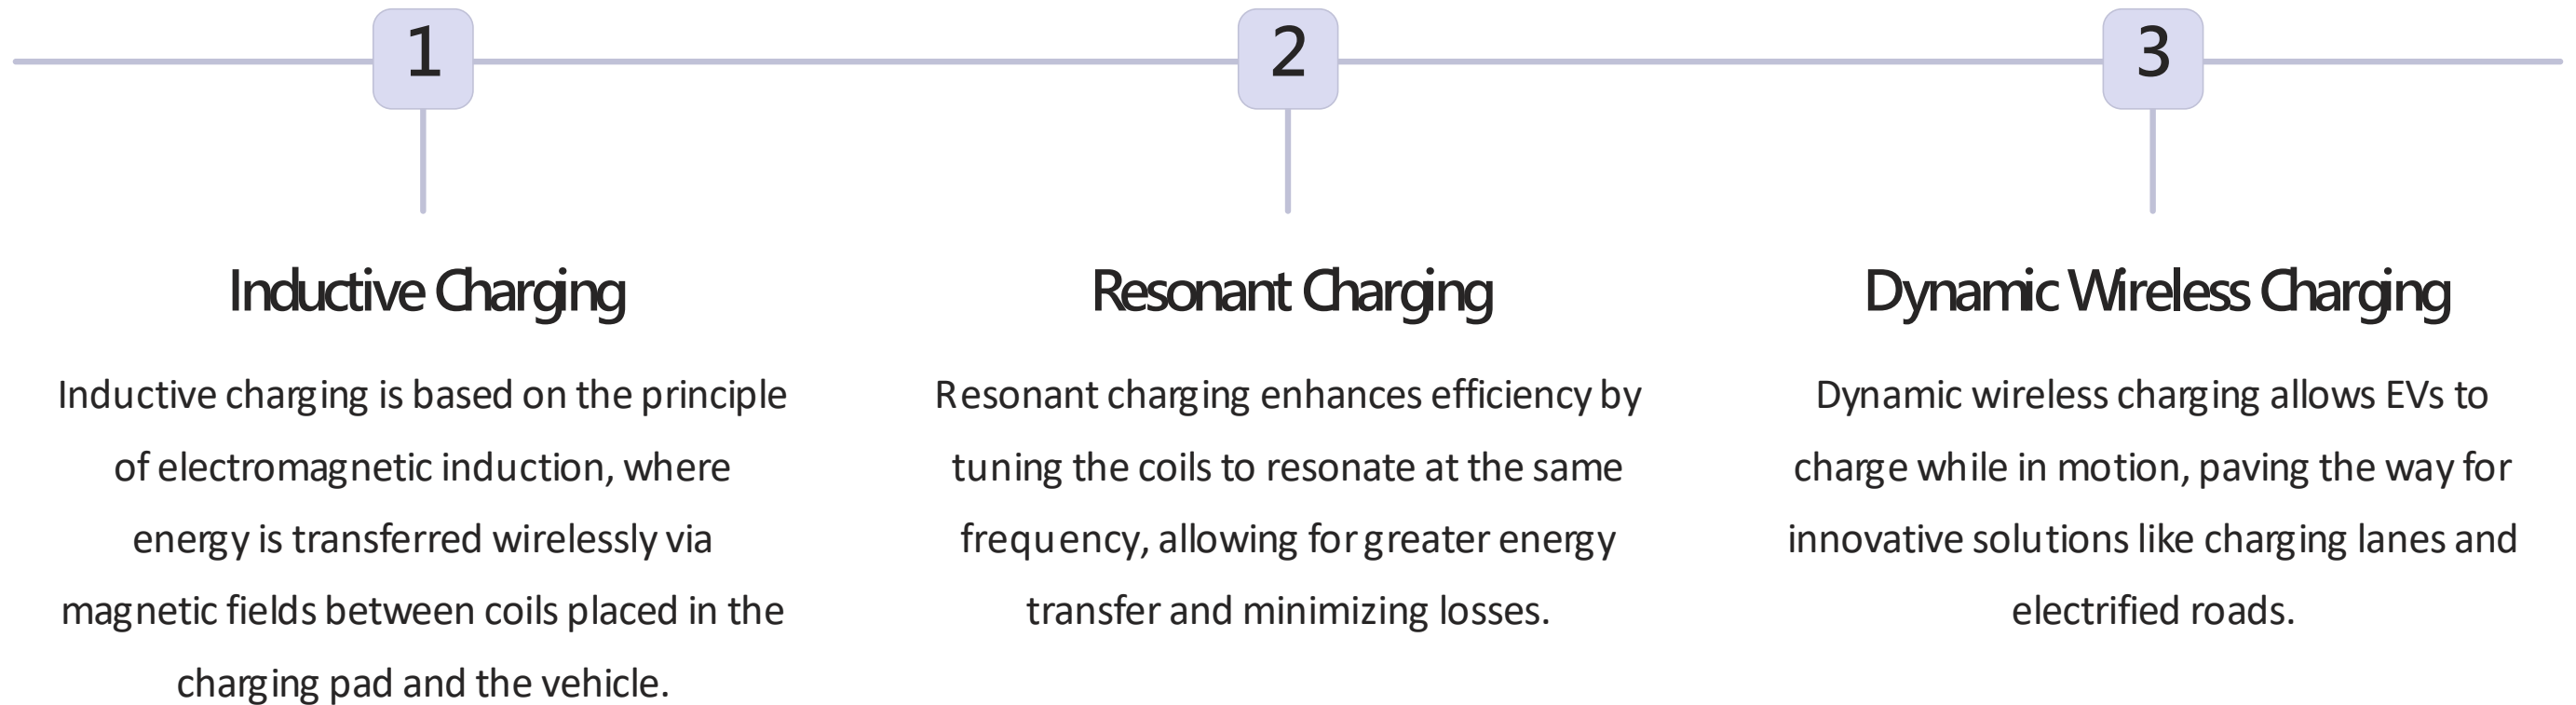 1
Inductive Charging
Inductive charging is based on the principle
of electromagnetic induction, where
energy is transferred wirelessly via
magnetic fields between coils placed in the
charging pad and the vehicle.
2
Resonant Charging
Resonant charging enhances efficiency by
tuning the coils to resonate at the same
frequency, allowing for greater energy
transfer and minimizing losses.
3
Dynamic Wireless Charging
Dynamic wireless charging allows EVs to
charge while in motion, paving the way for
innovative solutions like charging lanes and
electrified roads.